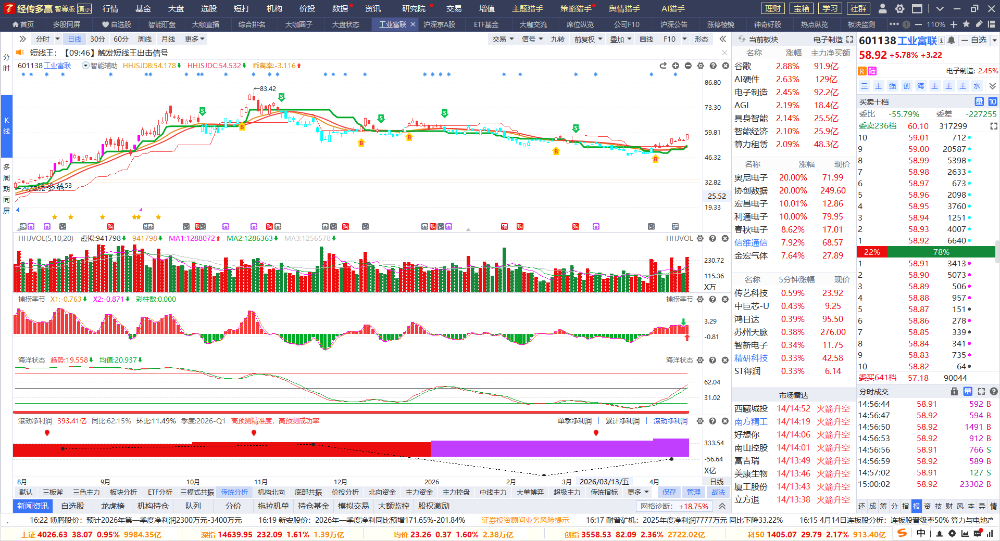 经传多赢 智尊版 演示 行情 基金 大盘 选股 短打 机构 价投 数据 资讯 研究院 交易 增值 主题猎手 策略猎手 舆情猎手 AI猎手 理财 宝箱 学习 社群
首页 多股同屏 自选股 智能盯盘 大咖直播 综合排名 大咖圈子 大盘状态 工业富联 沪深京A股 ETF基金 大咖交流 席位纵览 公司F10 沪深公告 涨停棱镜 神奇好股 热点纵览 板块监测 110%
分时 日线 30分 60分 周线 月线 更多 交易 信号 九转 前复权 叠加 画线 F10 形态
短线王：【09:46】触发短线王出击信号
601138 工业富联 智能辅助 HHJSJDB:54.178 HHJSJDC:54.532 乖离率:-3.116
分时
K线
多周期同屏
83.42
86.80
73.30
59.81
46.32
32.82
25.52
19.33
HHJVOL(5,10,20) 虚拟:941798 941798 MA1:1288072 MA2:1286363 MA3:1256578 HHJVOL
230.72
115.36
X万
捕捞季节 X1:-0.763 X2:-0.871 彩柱数:0.000 捕捞季节
3.29
-0.81
海洋状态 趋势:19.558 均值:20.937 海洋状态
62.04
31.02
滚动净利润 393.41亿 同比:62.15% 环比:11.49% 季度:2026-Q1 高预测精准度，高预测成功率 单季净利润 累计净利润 滚动净利润
333.54
-56.64
X亿
8月 9月 10月 11月 12月 2026 2月 3月 2026/03/13/五 4月 日线
默认 三板斧 三色主力 板块分析 ETF分析 三模式共振 传统分析 机构北向 底部共振 价投分析 北向资金 主力资金 主力控盘 中线主力 大单博弈 超级主力 传统指标 更多 保存 管理 战法
新闻资讯 自选股 龙虎榜 机构持仓 队列 分价 拖拉机单 持仓基金 模拟交易 大额监控 股权激励 网格诊断： +18.75%
当前板块 电子制造
名称 涨幅 主力净买额
谷歌 2.88% 91.9亿
AI硬件 2.63% 129亿
电子制造 2.45% 92.2亿
AGI 2.19% 18.4亿
具身智能 2.14% 25.5亿
智能经济 2.10% 25.9亿
算力租赁 2.09% 48.3亿
名称 涨幅 现价
奥尼电子 20.00% 71.99
协创数据 20.00% 249.60
宏昌电子 10.01% 12.86
利通电子 10.00% 79.95
春秋电子 8.62% 17.01
信维通信 7.92% 68.57
金宏气体 7.64% 27.89
名称 5分钟涨幅 现价
传艺科技 0.59% 23.92
中巨芯-U 0.43% 9.25
鸿日达 0.39% 95.50
苏州天脉 0.38% 276.00
智新电子 0.34% 11.75
精研科技 0.33% 42.58
ST得润 0.33% 6.14
市场雷达
西藏城投 14/14:52 火箭升空
南方精工 14/14:19 火箭升空
好想你 14/14:06 火箭升空
南山控股 14/14:01 火箭升空
富吉瑞 14/13:49 火箭升空
美康生物 14/13:46 火箭升空
厦工股份 14/13:43 火箭升空
立方退 14/13:38 火箭升空
601138 工业富联 自选
58.92 +5.78% +3.22
R 陆 电子制造: 2.45%
三 主 强 创 海 主 主 主 水
买卖十档 量 10
委比 -55.79% 委差 -227255
委卖236档 60.10 317299
10 59.01 712
9 59.00 20587
8 58.99 5398
7 58.98 2633
6 58.97 673
5 58.96 2098
4 58.95 3760
3 58.94 1251
2 58.93 4007
1 58.92 6640
22% 78%
1 58.91 3413
2 58.90 5073
3 58.89 506
4 58.88 957
5 58.87 151
6 58.86 278
7 58.85 339
8 58.84 341
9 58.83 735
10 58.82 64
委买641档 57.18 90044
分时成交 量
14:56:44 58.91 592 B
14:56:47 58.92 594 B
14:56:50 58.92 1491 B
14:56:53 58.92 912 B
14:56:56 58.91 766 S
14:56:59 58.92 589 B
14:57:02 58.91 127 S
15:00:02 58.92 23302 B
还 成 筹 分 指 报 资 技 财 风 本 异 情
16:22 博腾股份：预计2026年第一季度净利润2300万元-3400万元 16:19 新安股份：2026年一季度净利同比预增171.65%-201.84% 证券投资顾问业务风险提示 16:17 耐普矿机：2025年度净利润7777万元 同比下降33.22% 16:15 4月14日连板股分析：连板股晋级率50% 算力与电池产
上证 4026.63 38.07 0.95% 9984.35亿 深指 14639.95 232.09 1.61% 1.39万亿 均价 23.26 0.37 1.60% 2.38万亿 创指 3558.53 82.09 2.36% 2722.02亿 科50 1405.07 29.79 2.17% 913.40亿 中